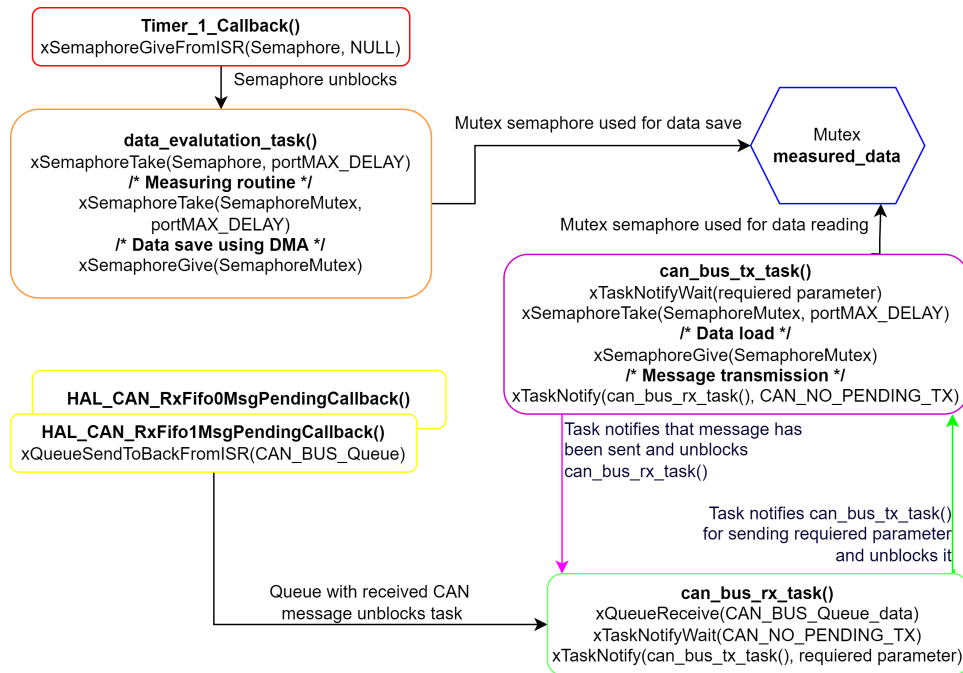 Timer_1_Callback()
xSemaphoreGiveFromISR(Semaphore, NULL)
Semaphore unblocks
data_evalutation_task()
xSemaphoreTake(Semaphore, portMAX_DELAY)
/* Measuring routine */
xSemaphoreTake(SemaphoreMutex,
portMAX_DELAY)
/* Data save using DMA */
xSemaphoreGive(SemaphoreMutex)
Mutex semaphore used for data save
Mutex
measured_data
Mutex semaphore used for data reading
can_bus_tx_task()
xTaskNotifyWait(requiered parameter)
xSemaphoreTake(SemaphoreMutex, portMAX_DELAY)
/* Data load */
xSemaphoreGive(SemaphoreMutex)
/* Message transmission */
xTaskNotify(can_bus_rx_task(), CAN_NO_PENDING_TX)
HAL_CAN_RxFifo0MsgPendingCallback()
HAL_CAN_RxFifo1MsgPendingCallback()
xQueueSendToBackFromISR(CAN_BUS_Queue)
Task notifies that message has
been sent and unblocks
can_bus_rx_task()
Task notifies can_bus_tx_task()
for sending requiered parameter
and unblocks it
Queue with received CAN
message unblocks task
can_bus_rx_task()
xQueueReceive(CAN_BUS_Queue_data)
xTaskNotifyWait(CAN_NO_PENDING_TX)
xTaskNotify(can_bus_tx_task(), requiered parameter)